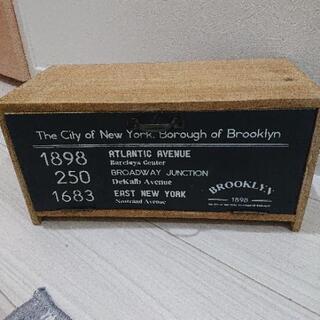 The City of New York. Borough of Brooklyn
1898 ATLANTIC AVENUE
Barclays Center
250 BROADWAY JUNCTION
DeKalb Avenue
1683 EAST NEW YORK
Nostrand Avenue
BROOKLYN
1898